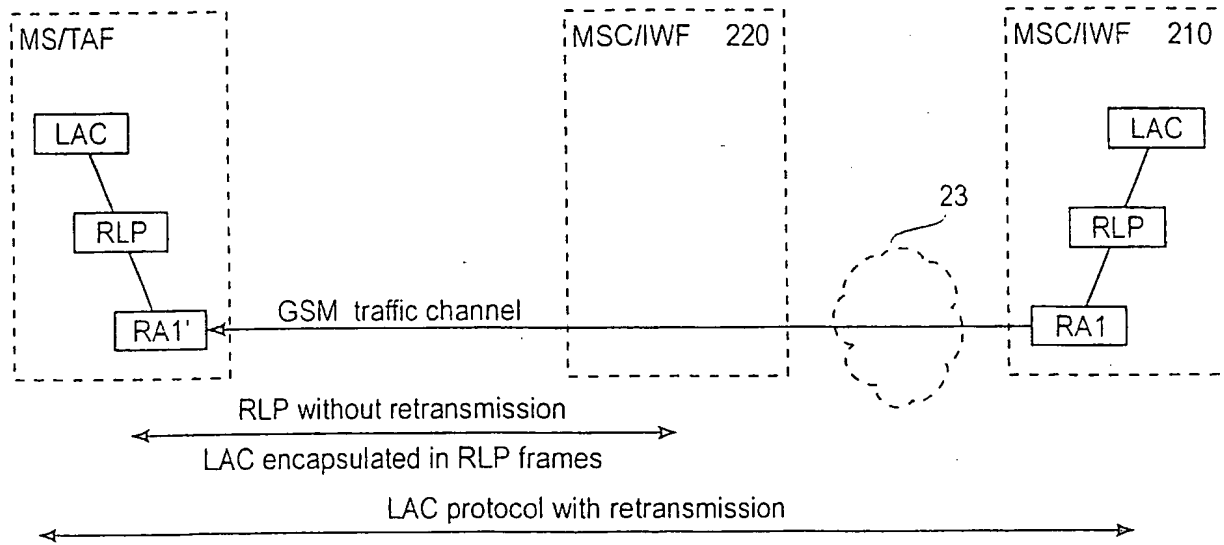 MS/TAF
MSC/IWF 220
MSC/IWF 210
LAC
LAC
23
RLP
RLP
GSM traffic channel
RA1'
RA1
RLP without retransmission
LAC encapsulated in RLP frames
LAC protocol with retransmission